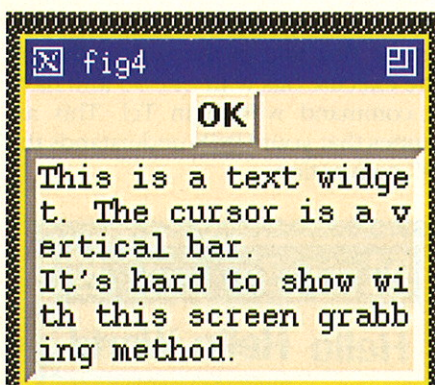 fig4
OK
This is a text widge
t. The cursor is a v
ertical bar.
It's hard to show wi
th this screen grabb
ing method.